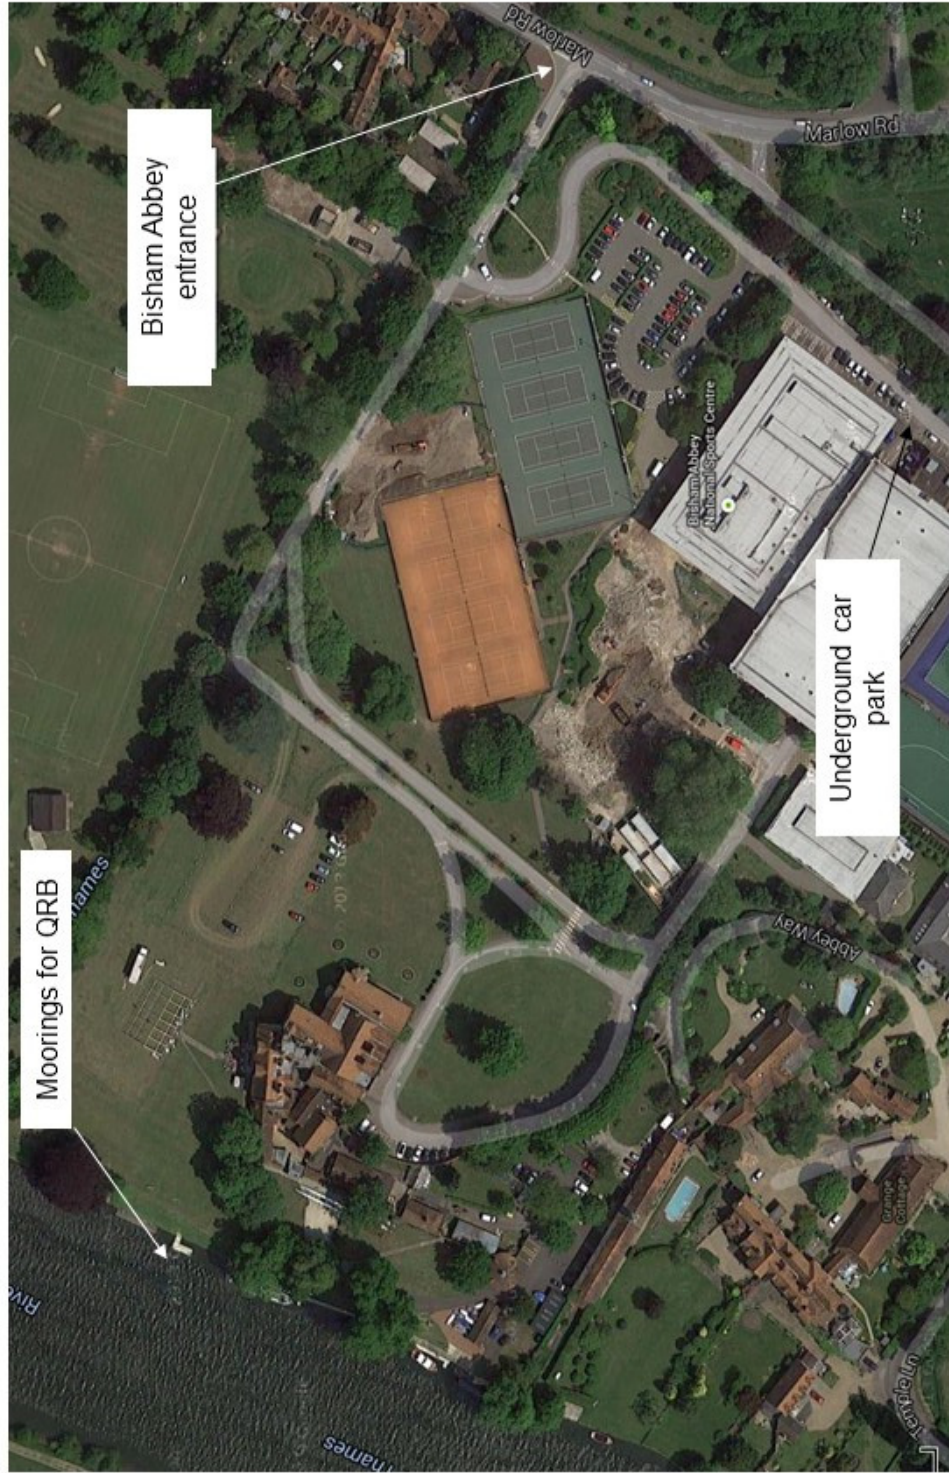 Bisham Abbey
entrance
Marlow Rd
Marlow Rd
Bisham Abbey
National Sports Centre
Underground car
park
Moorings for QRB
Thames
Abbey Way
Grange
Cottage
Temple Ln
Thames